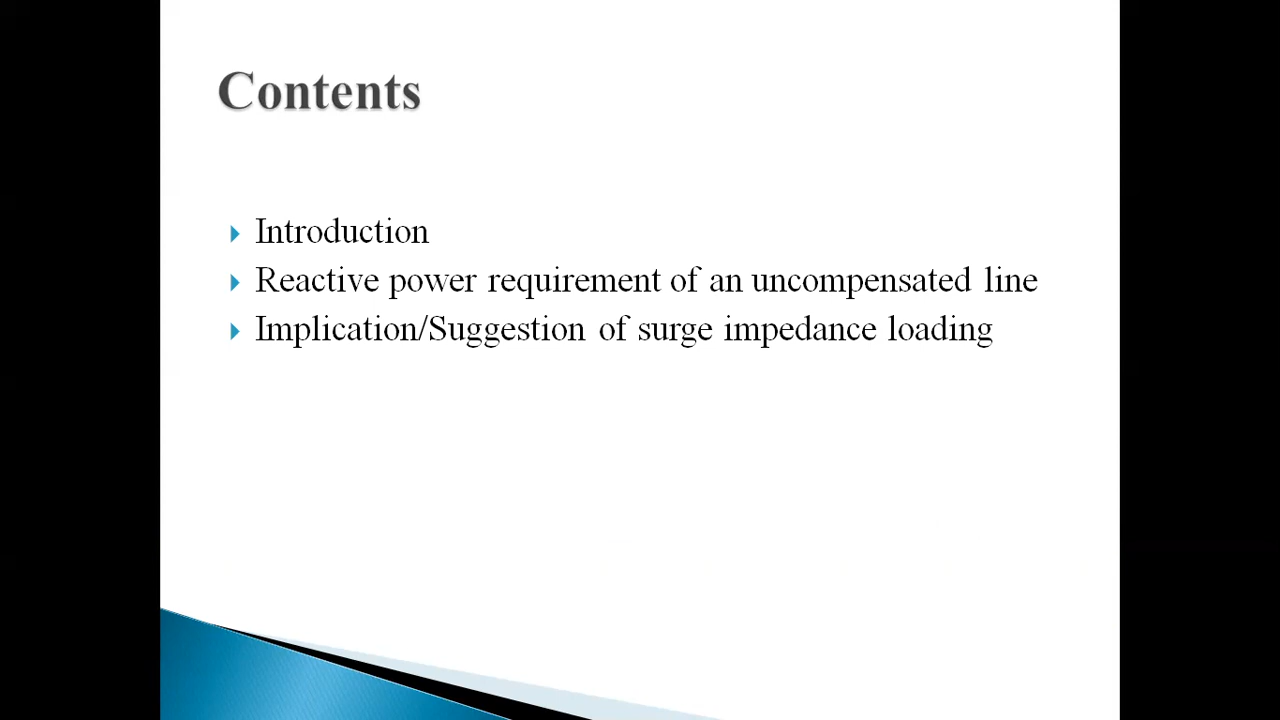 Contents
Introduction
Reactive power requirement of an uncompensated line
Implication/Suggestion of surge impedance loading